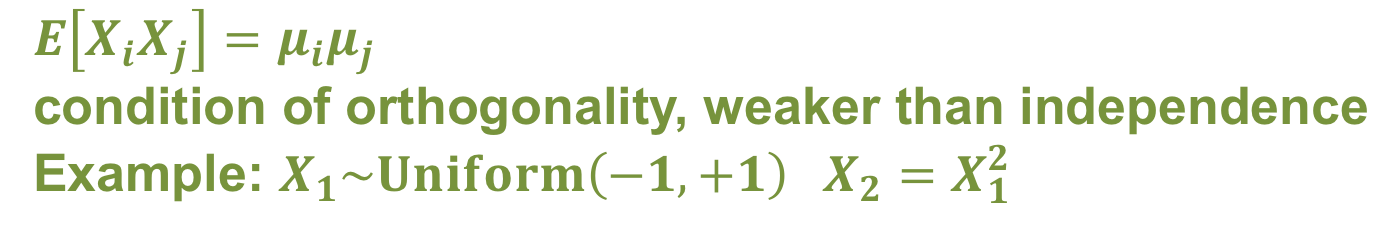 E[XᵢXⱼ] = μᵢμⱼ
condition of orthogonality, weaker than independence
Example: X₁~Uniform(−1, +1) X₂ = X₁²